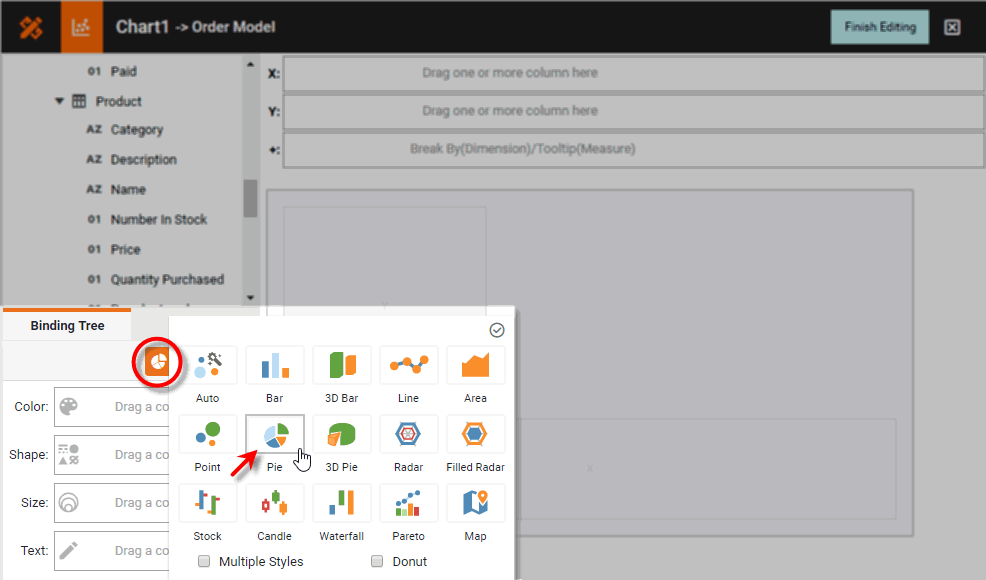 Chart1 -> Order Model
Finish Editing
01 Paid
Product
AZ Category
AZ Description
AZ Name
01 Number In Stock
01 Price
01 Quantity Purchased
X: Drag one or more column here
Y: Drag one or more column here
Break By(Dimension)/Tooltip(Measure)
Y
X
Binding Tree
Color: Drag a co
Shape: Drag a co
Size: Drag a co
Text: Drag a co
Auto Bar 3D Bar Line Area
Point Pie 3D Pie Radar Filled Radar
Stock Candle Waterfall Pareto Map
Multiple Styles Donut